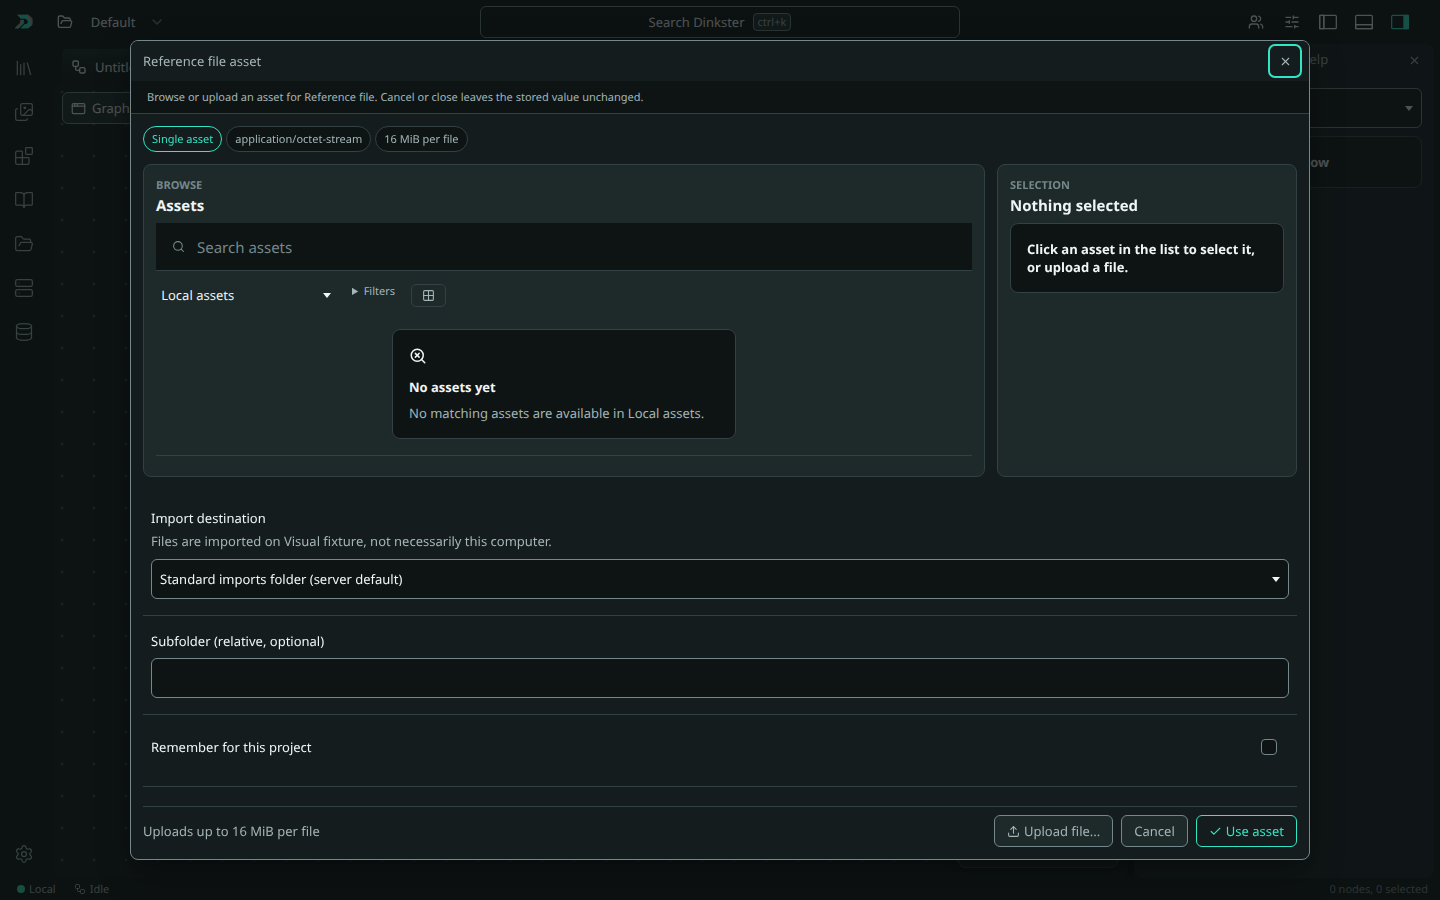 Default
Search Dinkster
ctrl+k
Reference file asset
Browse or upload an asset for Reference file. Cancel or close leaves the stored value unchanged.
Single asset
application/octet-stream
16 MiB per file
BROWSE
Assets
Search assets
Local assets
Filters
No assets yet
No matching assets are available in Local assets.
SELECTION
Nothing selected
Click an asset in the list to select it,
or upload a file.
Import destination
Files are imported on Visual fixture, not necessarily this computer.
Standard imports folder (server default)
Subfolder (relative, optional)
Remember for this project
Uploads up to 16 MiB per file
Upload file...
Cancel
Use asset
Local
Idle
0 nodes, 0 selected